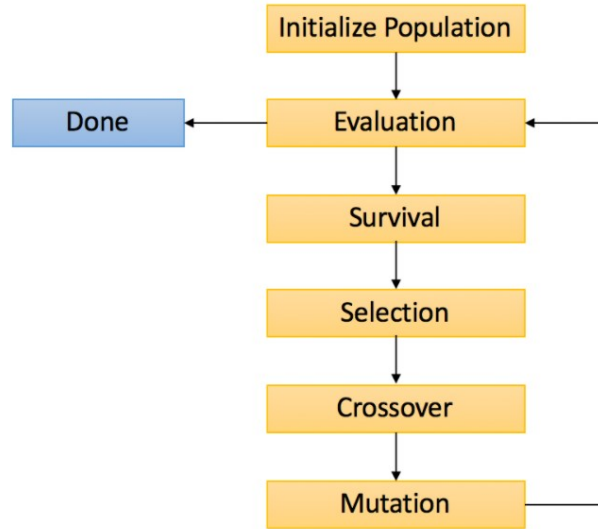 Initialize Population
Done
Evaluation
Survival
Selection
Crossover
Mutation